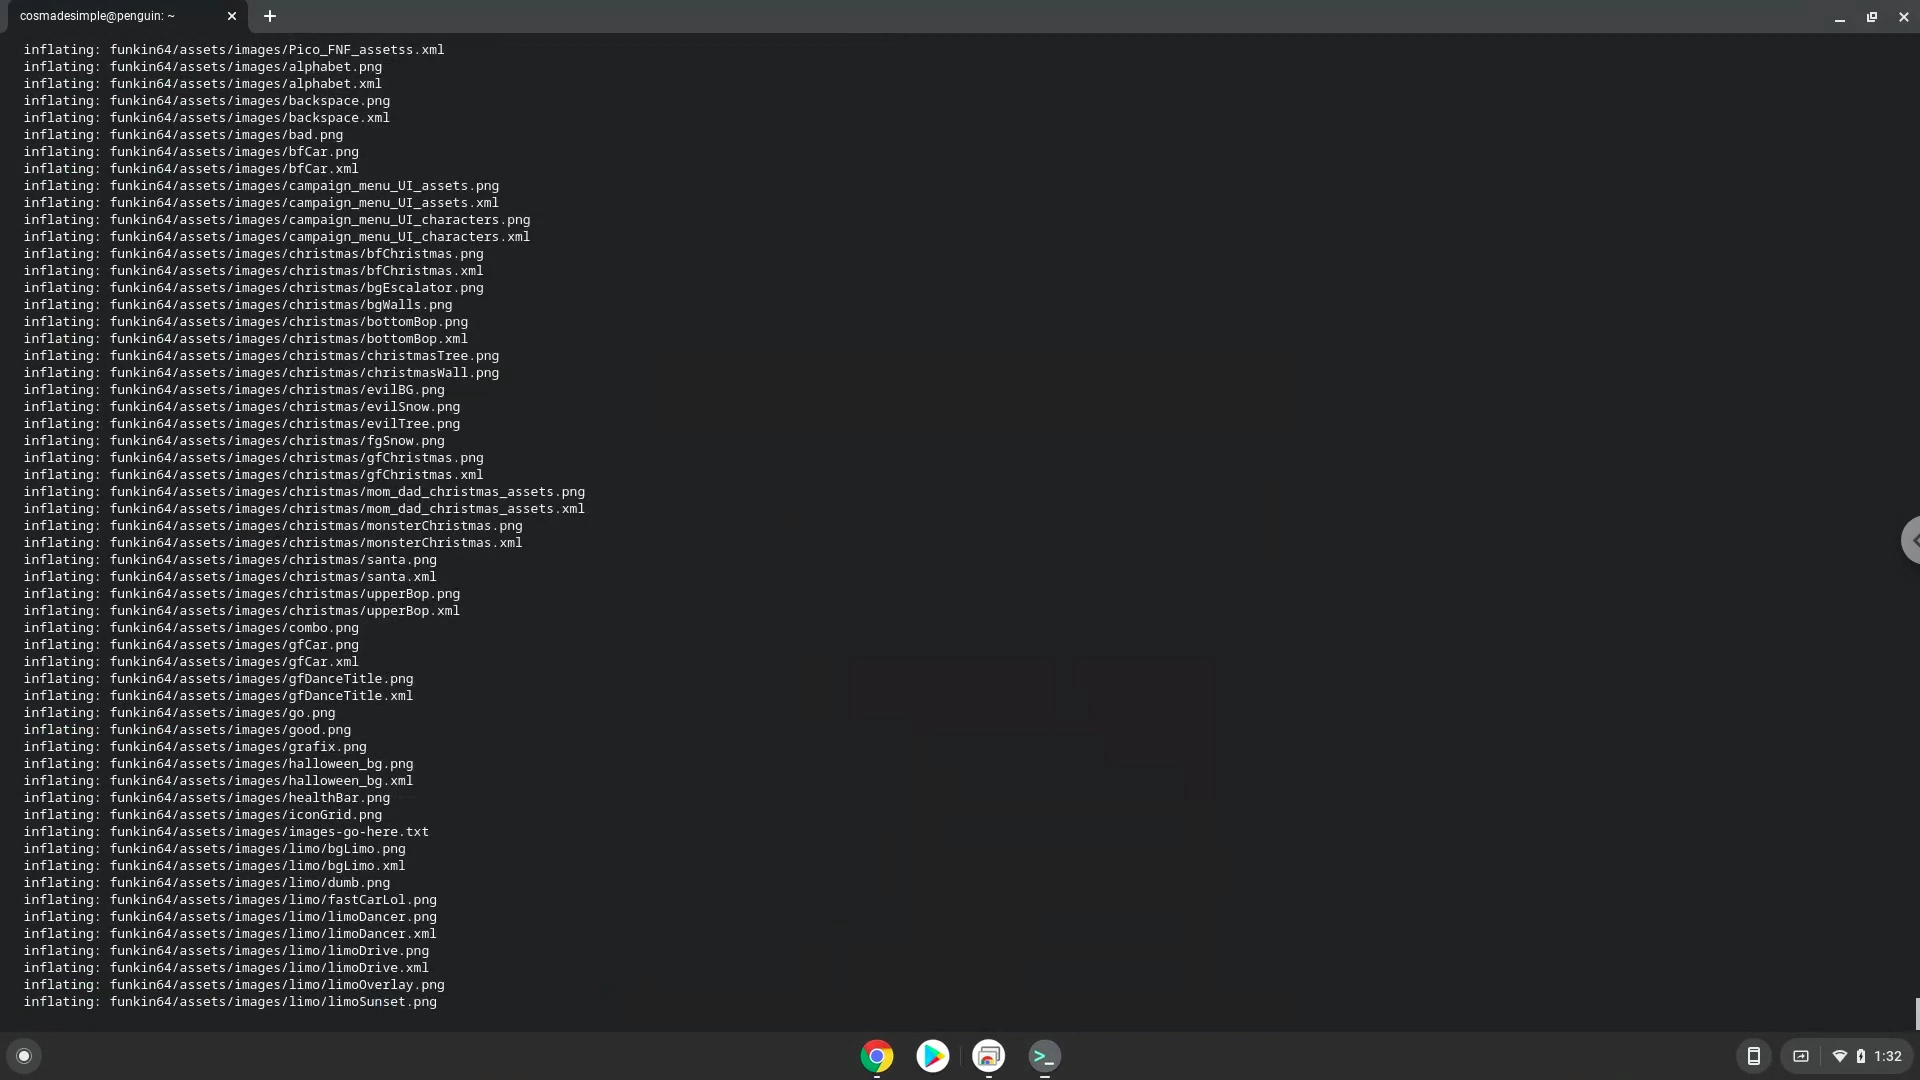 cosmadesimple@penguin: ~
inflating: funkin64/assets/images/Pico_FNF_assetss.xml
inflating: funkin64/assets/images/alphabet.png
inflating: funkin64/assets/images/alphabet.xml
inflating: funkin64/assets/images/backspace.png
inflating: funkin64/assets/images/backspace.xml
inflating: funkin64/assets/images/bad.png
inflating: funkin64/assets/images/bfCar.png
inflating: funkin64/assets/images/bfCar.xml
inflating: funkin64/assets/images/campaign_menu_UI_assets.png
inflating: funkin64/assets/images/campaign_menu_UI_assets.xml
inflating: funkin64/assets/images/campaign_menu_UI_characters.png
inflating: funkin64/assets/images/campaign_menu_UI_characters.xml
inflating: funkin64/assets/images/christmas/bfChristmas.png
inflating: funkin64/assets/images/christmas/bfChristmas.xml
inflating: funkin64/assets/images/christmas/bgEscalator.png
inflating: funkin64/assets/images/christmas/bgWalls.png
inflating: funkin64/assets/images/christmas/bottomBop.png
inflating: funkin64/assets/images/christmas/bottomBop.xml
inflating: funkin64/assets/images/christmas/christmasTree.png
inflating: funkin64/assets/images/christmas/christmasWall.png
inflating: funkin64/assets/images/christmas/evilBG.png
inflating: funkin64/assets/images/christmas/evilSnow.png
inflating: funkin64/assets/images/christmas/evilTree.png
inflating: funkin64/assets/images/christmas/fgSnow.png
inflating: funkin64/assets/images/christmas/gfChristmas.png
inflating: funkin64/assets/images/christmas/gfChristmas.xml
inflating: funkin64/assets/images/christmas/mom_dad_christmas_assets.png
inflating: funkin64/assets/images/christmas/mom_dad_christmas_assets.xml
inflating: funkin64/assets/images/christmas/monsterChristmas.png
inflating: funkin64/assets/images/christmas/monsterChristmas.xml
inflating: funkin64/assets/images/christmas/santa.png
inflating: funkin64/assets/images/christmas/santa.xml
inflating: funkin64/assets/images/christmas/upperBop.png
inflating: funkin64/assets/images/christmas/upperBop.xml
inflating: funkin64/assets/images/combo.png
inflating: funkin64/assets/images/gfCar.png
inflating: funkin64/assets/images/gfCar.xml
inflating: funkin64/assets/images/gfDanceTitle.png
inflating: funkin64/assets/images/gfDanceTitle.xml
inflating: funkin64/assets/images/go.png
inflating: funkin64/assets/images/good.png
inflating: funkin64/assets/images/grafix.png
inflating: funkin64/assets/images/halloween_bg.png
inflating: funkin64/assets/images/halloween_bg.xml
inflating: funkin64/assets/images/healthBar.png
inflating: funkin64/assets/images/iconGrid.png
inflating: funkin64/assets/images/images-go-here.txt
inflating: funkin64/assets/images/limo/bgLimo.png
inflating: funkin64/assets/images/limo/bgLimo.xml
inflating: funkin64/assets/images/limo/dumb.png
inflating: funkin64/assets/images/limo/fastCarLol.png
inflating: funkin64/assets/images/limo/limoDancer.png
inflating: funkin64/assets/images/limo/limoDancer.xml
inflating: funkin64/assets/images/limo/limoDrive.png
inflating: funkin64/assets/images/limo/limoDrive.xml
inflating: funkin64/assets/images/limo/limoOverlay.png
inflating: funkin64/assets/images/limo/limoSunset.png
1:32